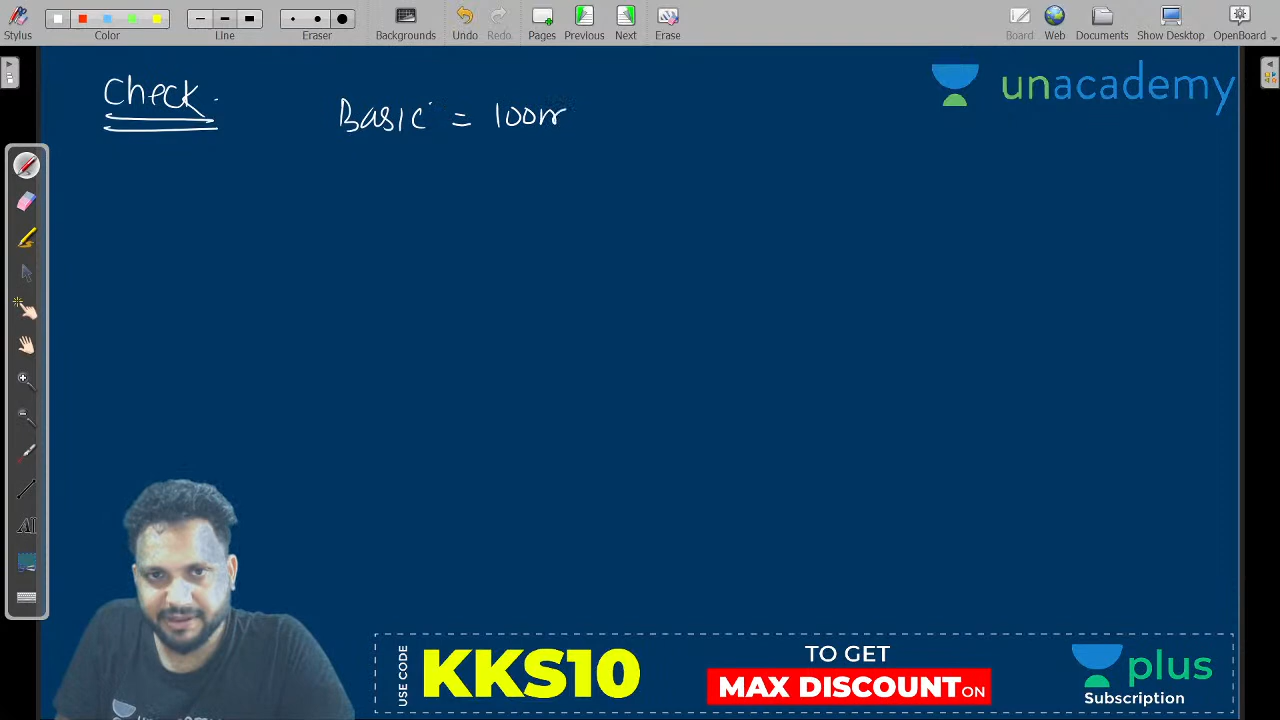 Stylus Color Line Eraser Backgrounds Undo Redo Pages Previous Next Erase Board Web Documents Show Desktop OpenBoard
Check.
Basic = 100m
unacademy
USE CODE
KKS10
TO GET
MAX DISCOUNT ON
plus
Subscription